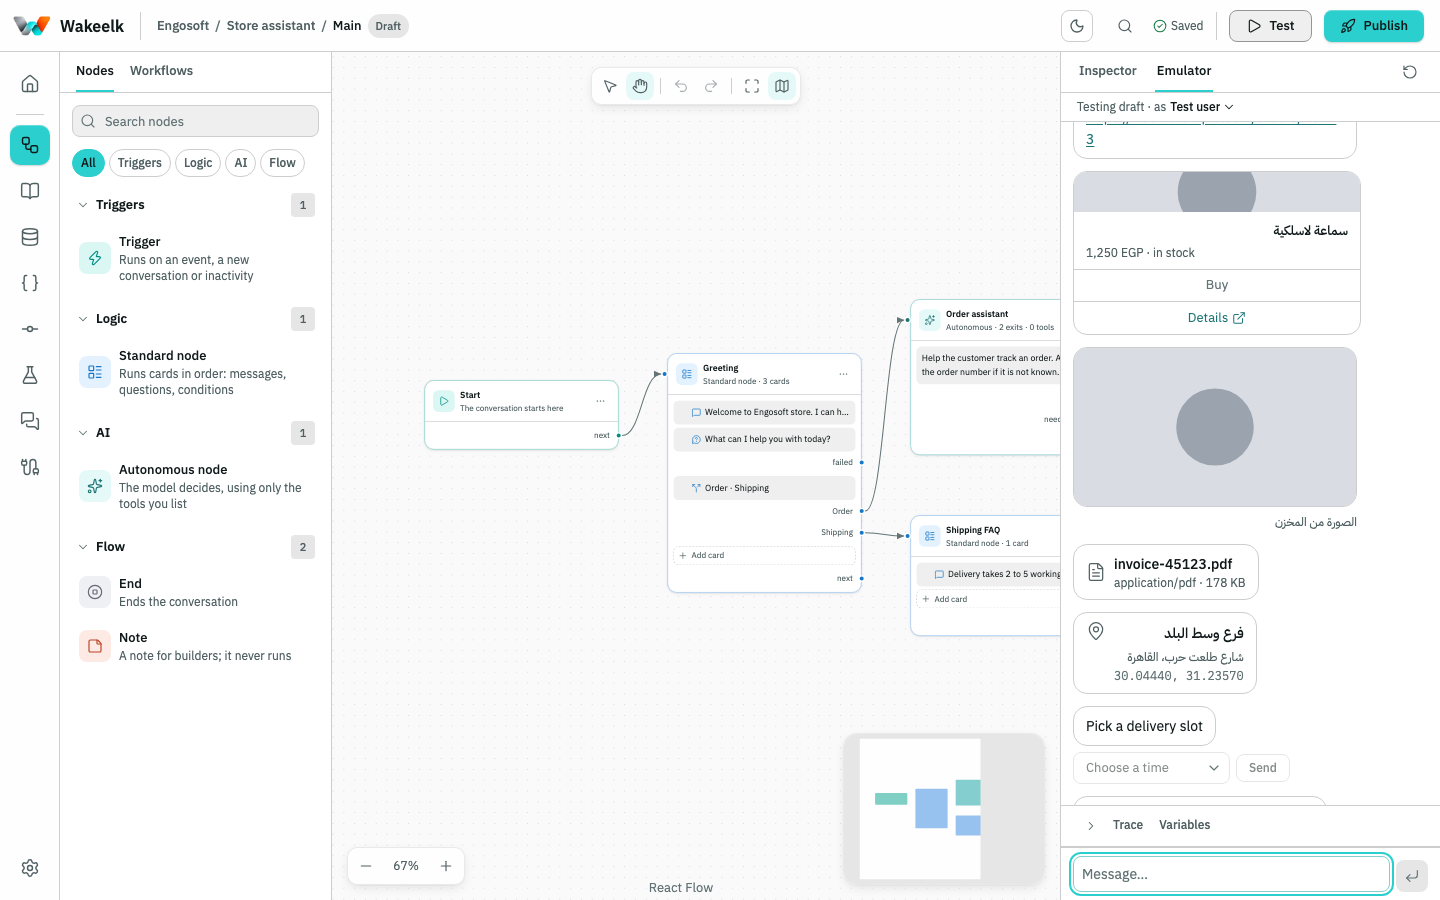 Wakeelk
Engosoft / Store assistant / Main Draft
Saved
Test
Publish
Nodes
Workflows
Search nodes
All
Triggers
Logic
AI
Flow
Triggers 1
Trigger
Runs on an event, a new
conversation or inactivity
Logic 1
Standard node
Runs cards in order: messages,
questions, conditions
AI 1
Autonomous node
The model decides, using only the
tools you list
Flow 2
End
Ends the conversation
Note
A note for builders; it never runs
Start
The conversation starts here
next
Greeting
Standard node · 3 cards
Welcome to Engosoft store. I can h...
What can I help you with today?
failed
Order · Shipping
Order
Shipping
+ Add card
next
Order assistant
Autonomous · 2 exits · 0 tools
Help the customer track an order. A
the order number if it is not known.
need
Shipping FAQ
Standard node · 1 card
Delivery takes 2 to 5 working
+ Add card
67%
React Flow
Inspector
Emulator
Testing draft · as Test user
3
سماعة لاسلكية
1,250 EGP · in stock
Buy
Details
الصورة من المخزن
invoice-45123.pdf
application/pdf · 178 KB
فرع وسط البلد
شارع طلعت حرب، القاهرة
30.04440, 31.23570
Pick a delivery slot
Choose a time
Send
Trace
Variables
Message...